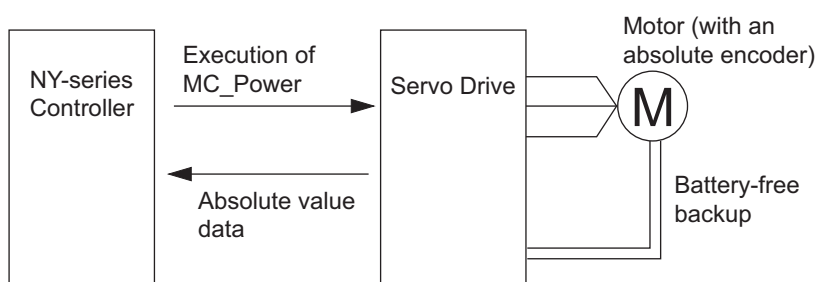 NY-series
Controller
Execution of
MC_Power
Absolute value
data
Servo Drive
Motor (with an
absolute encoder)
M
Battery-free
backup